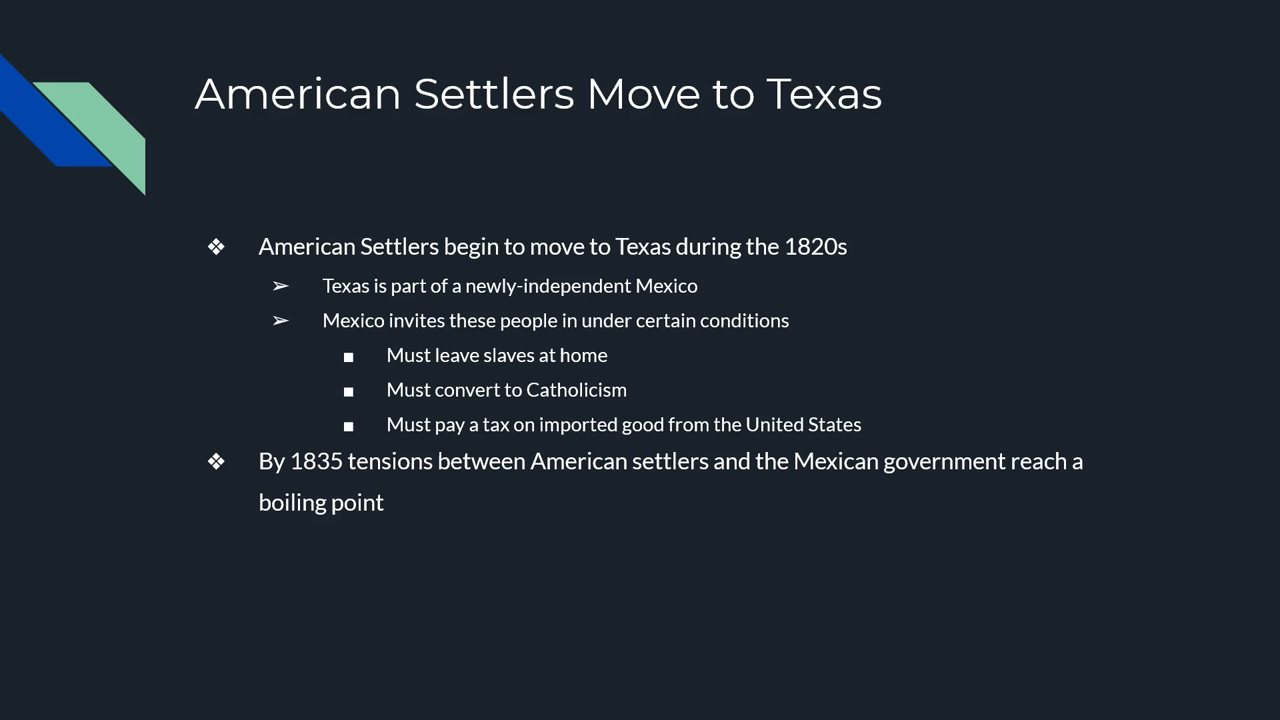 American Settlers Move to Texas
❖ American Settlers begin to move to Texas during the 1820s
➢ Texas is part of a newly-independent Mexico
➢ Mexico invites these people in under certain conditions
■ Must leave slaves at home
■ Must convert to Catholicism
■ Must pay a tax on imported good from the United States
❖ By 1835 tensions between American settlers and the Mexican government reach a
boiling point